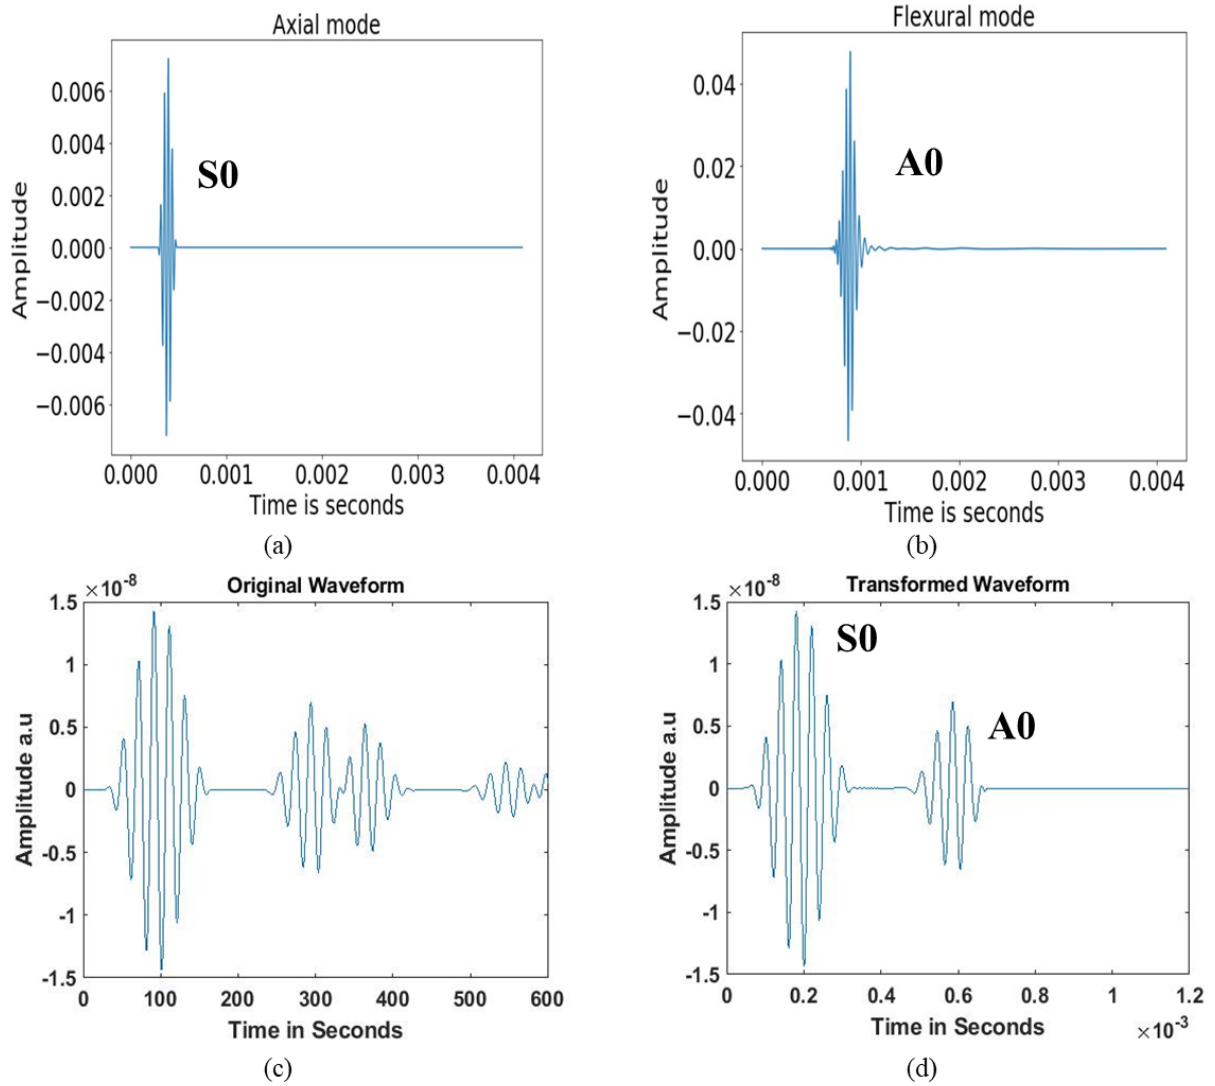 Axial mode
0.006
0.004
0.002
0.000
−0.002
−0.004
−0.006
Amplitude
S0
0.000 0.001 0.002 0.003 0.004
Time is seconds
(a)
Flexural mode
0.04
0.02
0.00
−0.02
−0.04
Amplitude
A0
0.000 0.001 0.002 0.003 0.004
Time is seconds
(b)
×10-8
Original Waveform
1.5
1
0.5
0
-0.5
-1
-1.5
Amplitude a.u
0 100 200 300 400 500 600
Time in Seconds
(c)
×10-8
Transformed Waveform
1.5
1
0.5
0
-0.5
-1
-1.5
Amplitude a.u
S0
A0
0 0.2 0.4 0.6 0.8 1 1.2
Time in Seconds
×10-3
(d)